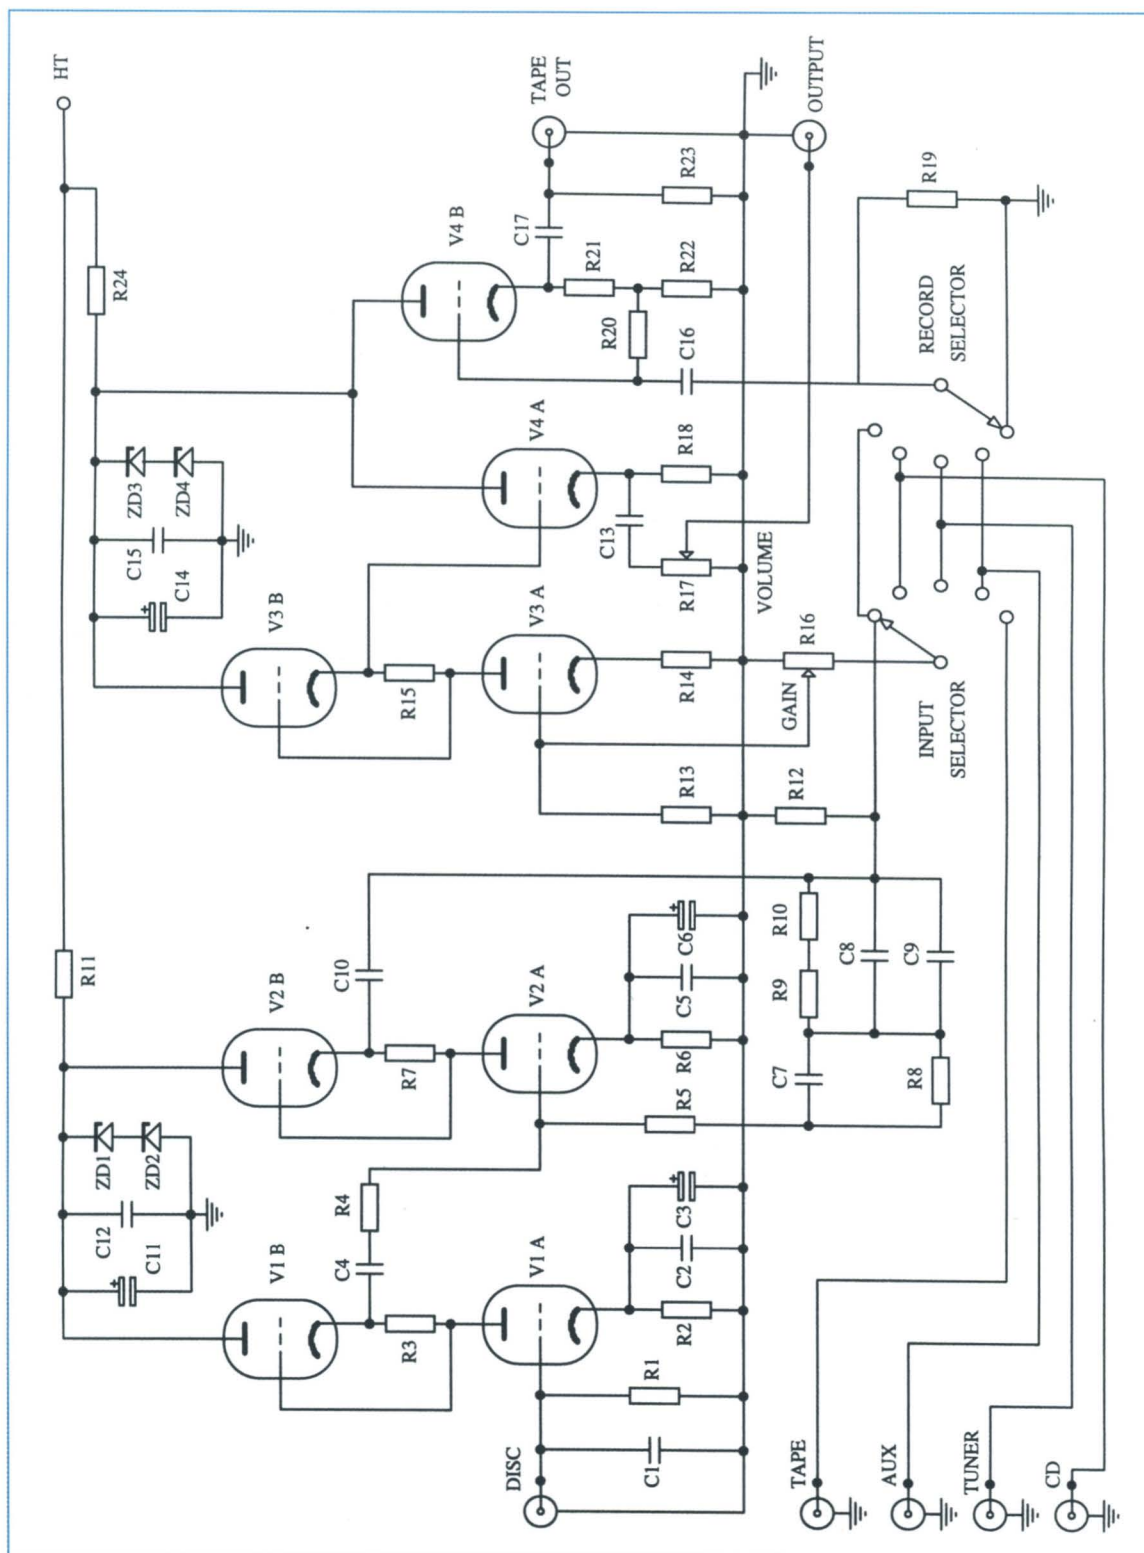 HT
R24
R11
ZD3
ZD4
C15
C14
ZD1
ZD2
C12
C11
V1 B
V2 B
V3 B
V4 B
C4
R4
R3
C10
R7
R15
V1 A
V2 A
V3 A
V4 A
C17
TAPE
OUT
R21
R20
R22
R23
C16
C13
R17
R18
VOLUME
OUTPUT
DISC
C1
R1
R2
C2
C3
R5
R6
C5
C6
R13
R14
R12
GAIN
R16
C7
R9
R10
C8
C9
R8
INPUT
SELECTOR
RECORD
SELECTOR
R19
TAPE
AUX
TUNER
CD